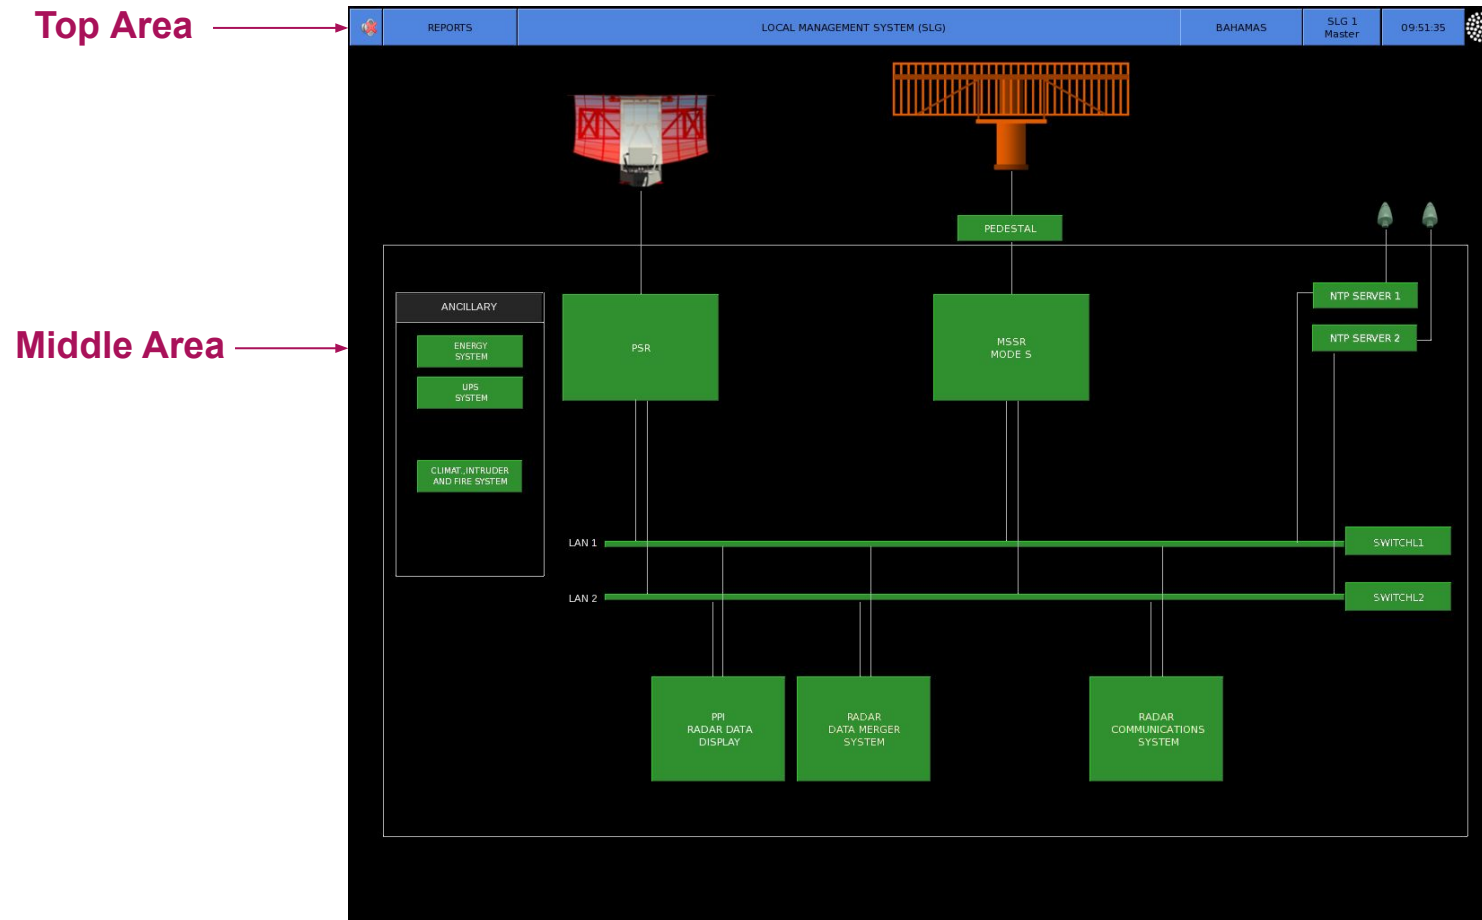 Top Area
REPORTS
LOCAL MANAGEMENT SYSTEM (SLG)
BAHAMAS
SLG 1
Master
09:51:35
PEDESTAL
Middle Area
ANCILLARY
ENERGY
SYSTEM
UPS
SYSTEM
CLIMAT.,INTRUDER
AND FIRE SYSTEM
PSR
MSSR
MODE S
NTP SERVER 1
NTP SERVER 2
LAN 1
SWITCHL1
LAN 2
SWITCHL2
PPI
RADAR DATA
DISPLAY
RADAR
DATA MERGER
SYSTEM
RADAR
COMMUNICATIONS
SYSTEM